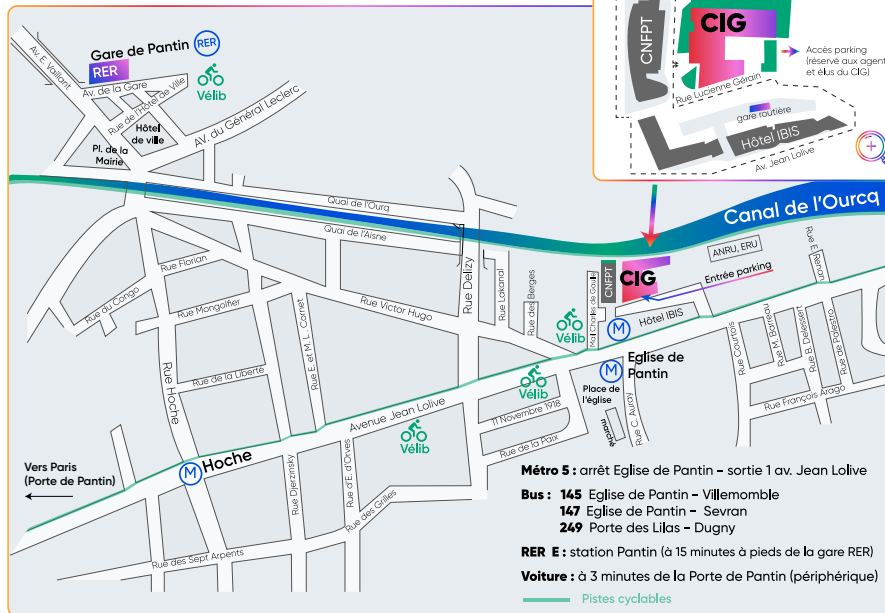 CNFPT
CIG
Accès parking
(réservé aux agent
et élus du CIG)
Rue Lucienne Gérain
gare routière
Hôtel IBIS
Av. Jean Lolive
Av. E. Vaillant
Gare de Pantin
RER
RER
Av. de la Gare
Vélib
Rue de l'Hôtel de Ville
Hôtel
de ville
AV. du Général Leclerc
Pl. de la
Mairie
Quai de l'Ourq
Quai de l'Aisne
Canal de l'Ourcq
Rue Florian
Rue du Congo
Rue Mongolfier
Rue Victor Hugo
Rue Delizy
Rue Lakanal
Rue des Berges
Mail Charles de Gaule
CNFPT
CIG
ANRU, ERU
Entrée parking
Rue E. Renan
Hôtel IBIS
Vélib
M
Rue Hoche
Rue E. et M. L. Cornet
Rue de la Liberte
Avenue Jean Lolive
Vélib
M
Eglise de
Pantin
Place de
l'église
Rue Courtois
Rue M. Barreau
Rue B. Delessert
Rue de Palestro
Rue François Arago
11 Novembre 1918
Rue de la Paix
marché
Rue C. Auray
Vélib
M
Hoche
Vers Paris
(Porte de Pantin)
Rue Djerzinsky
Rue d'E. d'Orves
Rue des Grilles
Rue des Sept Arpents
Métro 5 : arrêt Eglise de Pantin - sortie 1 av. Jean Lolive
Bus : 145 Eglise de Pantin - Villemomble
147 Eglise de Pantin - Sevran
249 Porte des Lilas - Dugny
RER E : station Pantin (à 15 minutes à pieds de la gare RER)
Voiture : à 3 minutes de la Porte de Pantin (périphérique)
Pistes cyclables